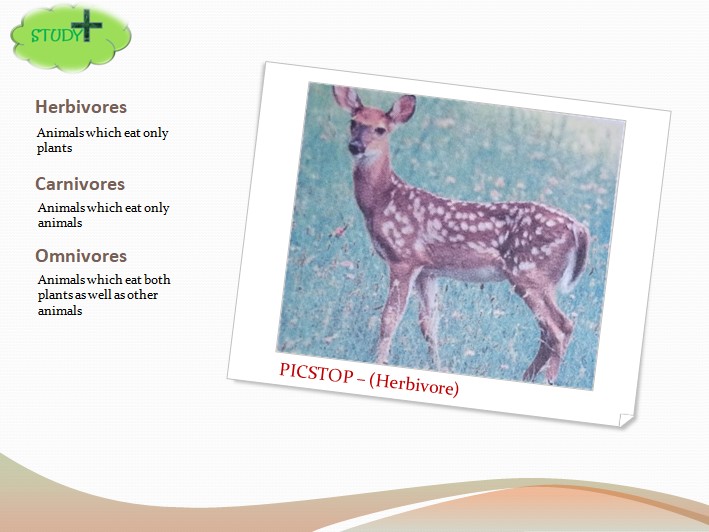 STUDY
Herbivores
Animals which eat only
plants
Carnivores
Animals which eat only
animals
Omnivores
Animals which eat both
plants as well as other
animals
PICSTOP – (Herbivore)